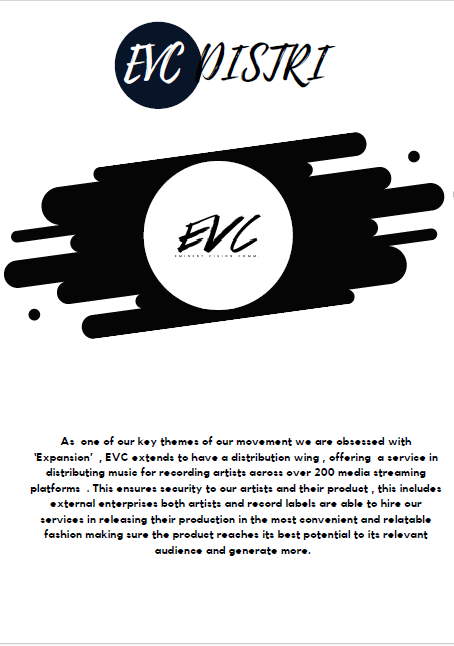 EVC DISTRI
EVC
EMINENT VISION COMM.
As one of our key themes of our movement we are obsessed with
'Expansion' , EVC extends to have a distribution wing , offering a service in
distributing music for recording artists across over 200 media streaming
platforms . This ensures security to our artists and their product , this includes
external enterprises both artists and record labels are able to hire our
services in releasing their production in the most convenient and relatable
fashion making sure the product reaches its best potential to its relevant
audience and generate more.